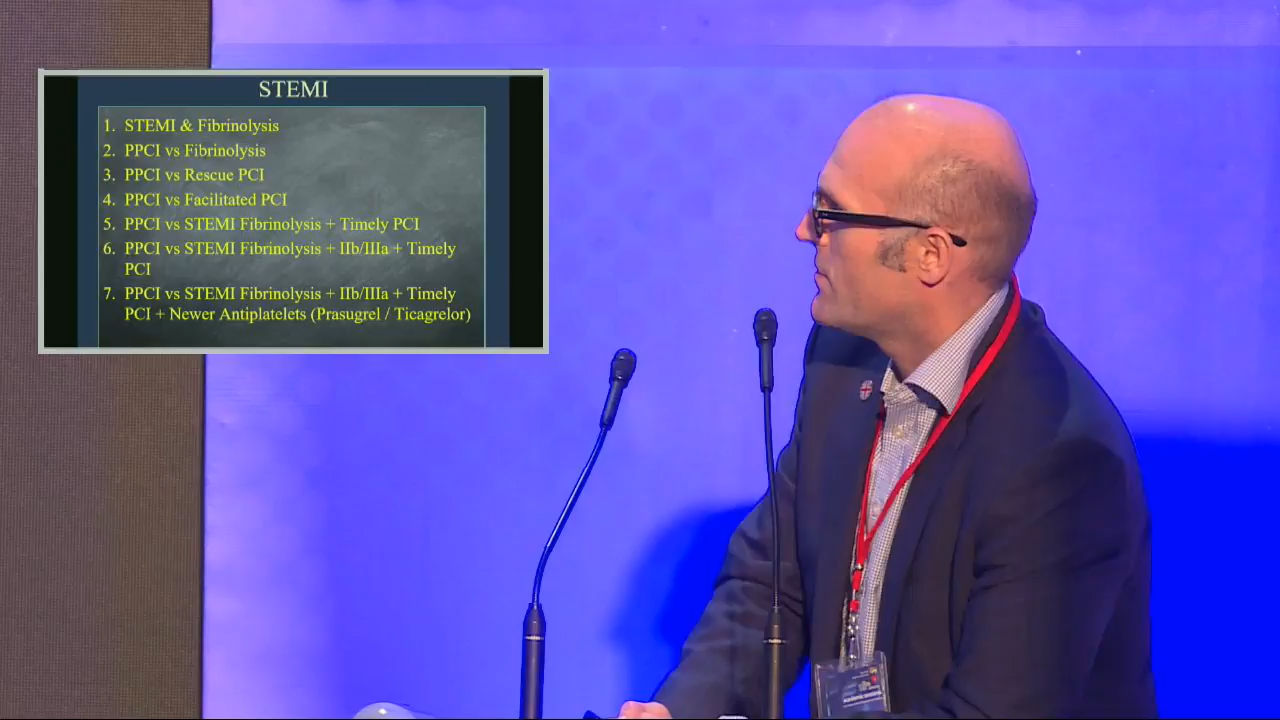 STEMI
1. STEMI & Fibrinolysis
2. PPCI vs Fibrinolysis
3. PPCI vs Rescue PCI
4. PPCI vs Facilitated PCI
5. PPCI vs STEMI Fibrinolysis + Timely PCI
6. PPCI vs STEMI Fibrinolysis + IIb/IIIa + Timely
PCI
7. PPCI vs STEMI Fibrinolysis + IIb/IIIa + Timely
PCI + Newer Antiplatelets (Prasugrel / Ticagrelor)